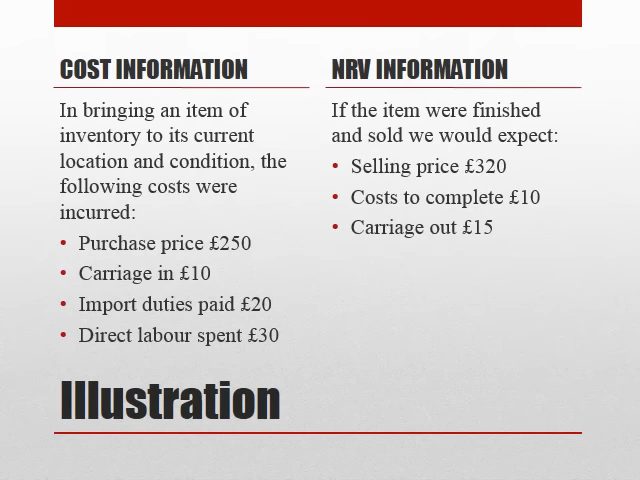 COST INFORMATION
In bringing an item of
inventory to its current
location and condition, the
following costs were
incurred:
• Purchase price £250
• Carriage in £10
• Import duties paid £20
• Direct labour spent £30
NRV INFORMATION
If the item were finished
and sold we would expect:
• Selling price £320
• Costs to complete £10
• Carriage out £15
Illustration